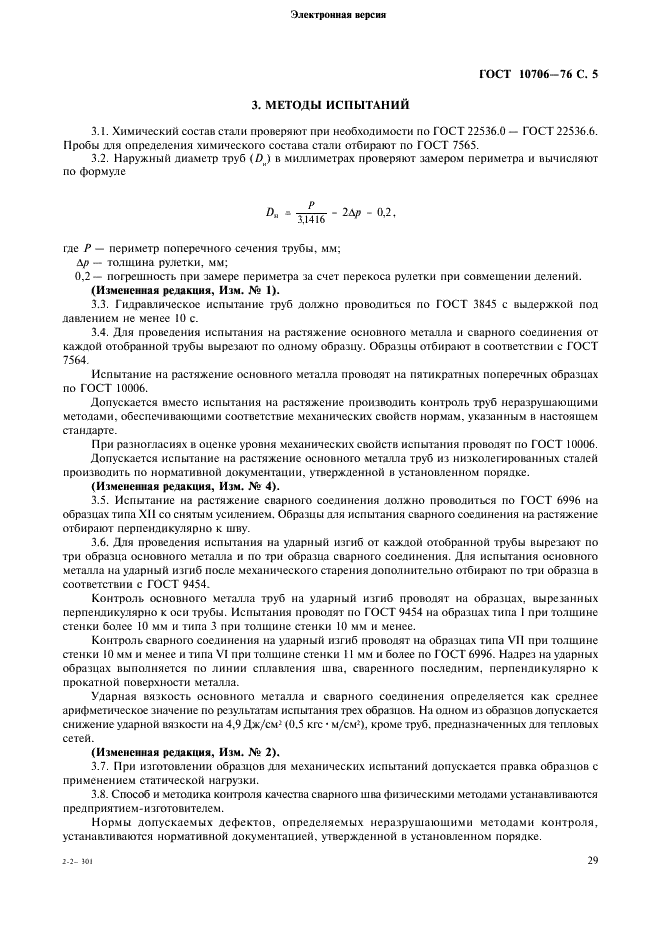 Электронная версия
ГОСТ 10706—76 С. 5
3. МЕТОДЫ ИСПЫТАНИЙ
3.1. Химический состав стали проверяют при необходимости по ГОСТ 22536.0 — ГОСТ 22536.6.
Пробы для определения химического состава стали отбирают по ГОСТ 7565.
3.2. Наружный диаметр труб (Dн) в миллиметрах проверяют замером периметра и вычисляют
по формуле
Dн = P / 3,1416 − 2Δp − 0,2,
где P — периметр поперечного сечения трубы, мм;
Δp — толщина рулетки, мм;
0,2 — погрешность при замере периметра за счет перекоса рулетки при совмещении делений.
(Измененная редакция, Изм. № 1).
3.3. Гидравлическое испытание труб должно проводиться по ГОСТ 3845 с выдержкой под
давлением не менее 10 с.
3.4. Для проведения испытания на растяжение основного металла и сварного соединения от
каждой отобранной трубы вырезают по одному образцу. Образцы отбирают в соответствии с ГОСТ
7564.
Испытание на растяжение основного металла проводят на пятикратных поперечных образцах
по ГОСТ 10006.
Допускается вместо испытания на растяжение производить контроль труб неразрушающими
методами, обеспечивающими соответствие механических свойств нормам, указанным в настоящем
стандарте.
При разногласиях в оценке уровня механических свойств испытания проводят по ГОСТ 10006.
Допускается испытание на растяжение основного металла труб из низколегированных сталей
производить по нормативной документации, утвержденной в установленном порядке.
(Измененная редакция, Изм. № 4).
3.5. Испытание на растяжение сварного соединения должно проводиться по ГОСТ 6996 на
образцах типа XII со снятым усилением. Образцы для испытания сварного соединения на растяжение
отбирают перпендикулярно к шву.
3.6. Для проведения испытания на ударный изгиб от каждой отобранной трубы вырезают по
три образца основного металла и по три образца сварного соединения. Для испытания основного
металла на ударный изгиб после механического старения дополнительно отбирают по три образца в
соответствии с ГОСТ 9454.
Контроль основного металла труб на ударный изгиб проводят на образцах, вырезанных
перпендикулярно к оси трубы. Испытания проводят по ГОСТ 9454 на образцах типа I при толщине
стенки более 10 мм и типа 3 при толщине стенки 10 мм и менее.
Контроль сварного соединения на ударный изгиб проводят на образцах типа VII при толщине
стенки 10 мм и менее и типа VI при толщине стенки 11 мм и более по ГОСТ 6996. Надрез на ударных
образцах выполняется по линии сплавления шва, сваренного последним, перпендикулярно к
прокатной поверхности металла.
Ударная вязкость основного металла и сварного соединения определяется как среднее
арифметическое значение по результатам испытания трех образцов. На одном из образцов допускается
снижение ударной вязкости на 4,9 Дж/см² (0,5 кгс · м/см²), кроме труб, предназначенных для тепловых
сетей.
(Измененная редакция, Изм. № 2).
3.7. При изготовлении образцов для механических испытаний допускается правка образцов с
применением статической нагрузки.
3.8. Способ и методика контроля качества сварного шва физическими методами устанавливаются
предприятием-изготовителем.
Нормы допускаемых дефектов, определяемых неразрушающими методами контроля,
устанавливаются нормативной документацией, утвержденной в установленном порядке.
2-2– 301
29